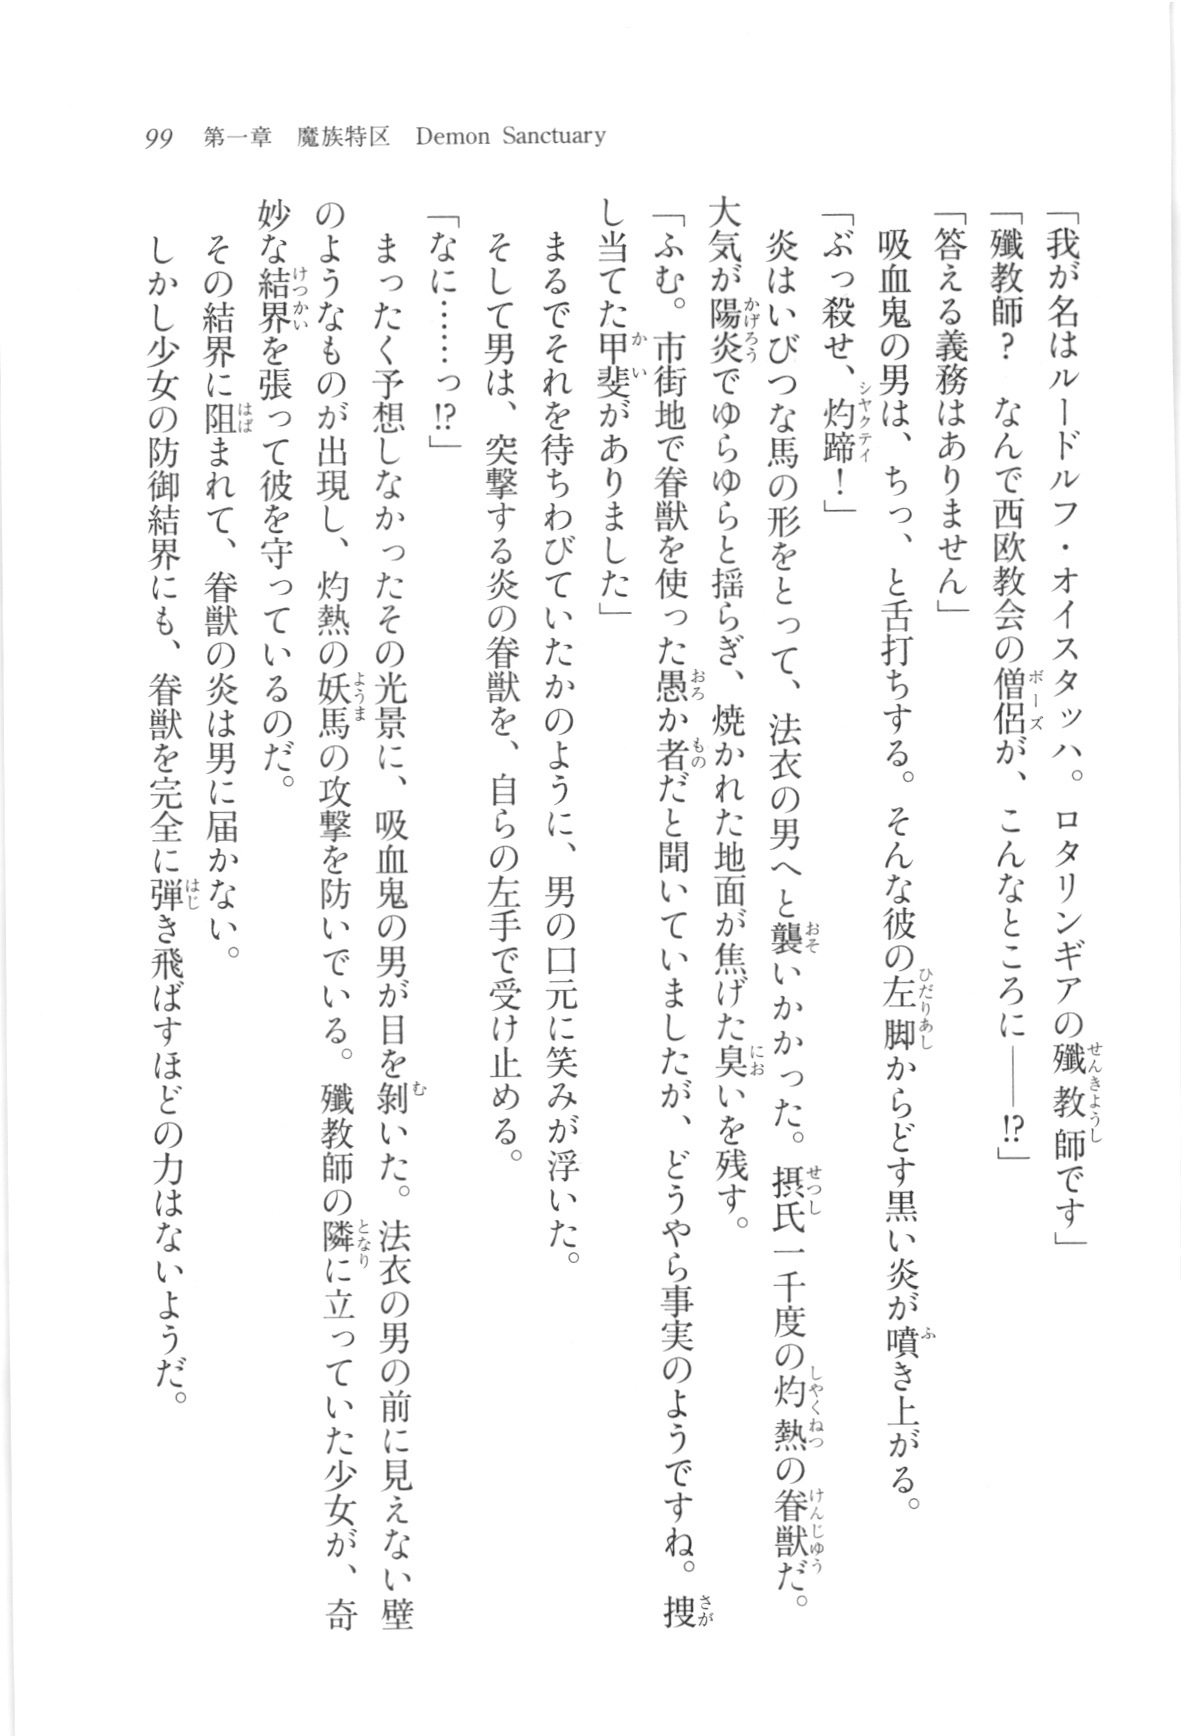 99　第一章　魔族特区　Demon Sanctuary
「我が名はルードルフ・オイスタッハ。ロタリンギアの殲教師です」
「殲教師？　なんで西欧教会の僧侶が、こんなところに――!?」
「答える義務はありません」
　吸血鬼の男は、ちっ、と舌打ちする。そんな彼の左脚からどす黒い炎が噴き上がる。
「ぶっ殺せ、灼蹄！」
　炎はいびつな馬の形をとって、法衣の男へと襲いかかった。摂氏一千度の灼熱の眷獣だ。
大気が陽炎でゆらゆらと揺らぎ、焼かれた地面が焦げた臭いを残す。
「ふむ。市街地で眷獣を使った愚か者だと聞いていましたが、どうやら事実のようですね。捜
し当てた甲斐がありました」
　まるでそれを待ちわびていたかのように、男の口元に笑みが浮いた。
　そして男は、突撃する炎の眷獣を、自らの左手で受け止める。
「なに……っ!?」
　まったく予想しなかったその光景に、吸血鬼の男が目を剝いた。法衣の男の前に見えない壁
のようなものが出現し、灼熱の妖馬の攻撃を防いでいる。殲教師の隣に立っていた少女が、奇
妙な結界を張って彼を守っているのだ。
　その結界に阻まれて、眷獣の炎は男に届かない。
　しかし少女の防御結界にも、眷獣を完全に弾き飛ばすほどの力はないようだ。